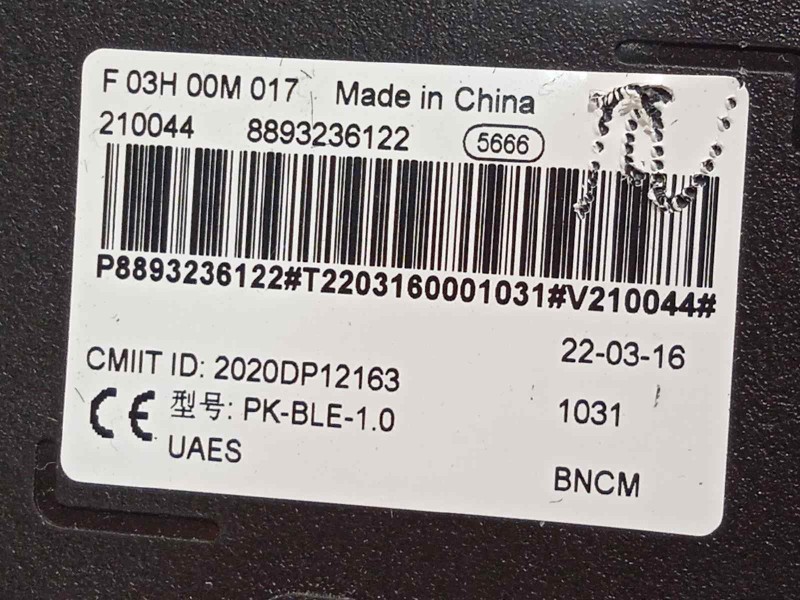 F 03H 00M 017 Made in China
210044 8893236122 5666
P8893236122#T2203160001031#V210044#
22-03-16
CMIIT ID: 2020DP12163
CE 型号: PK-BLE-1.0 1031
UAES
BNCM